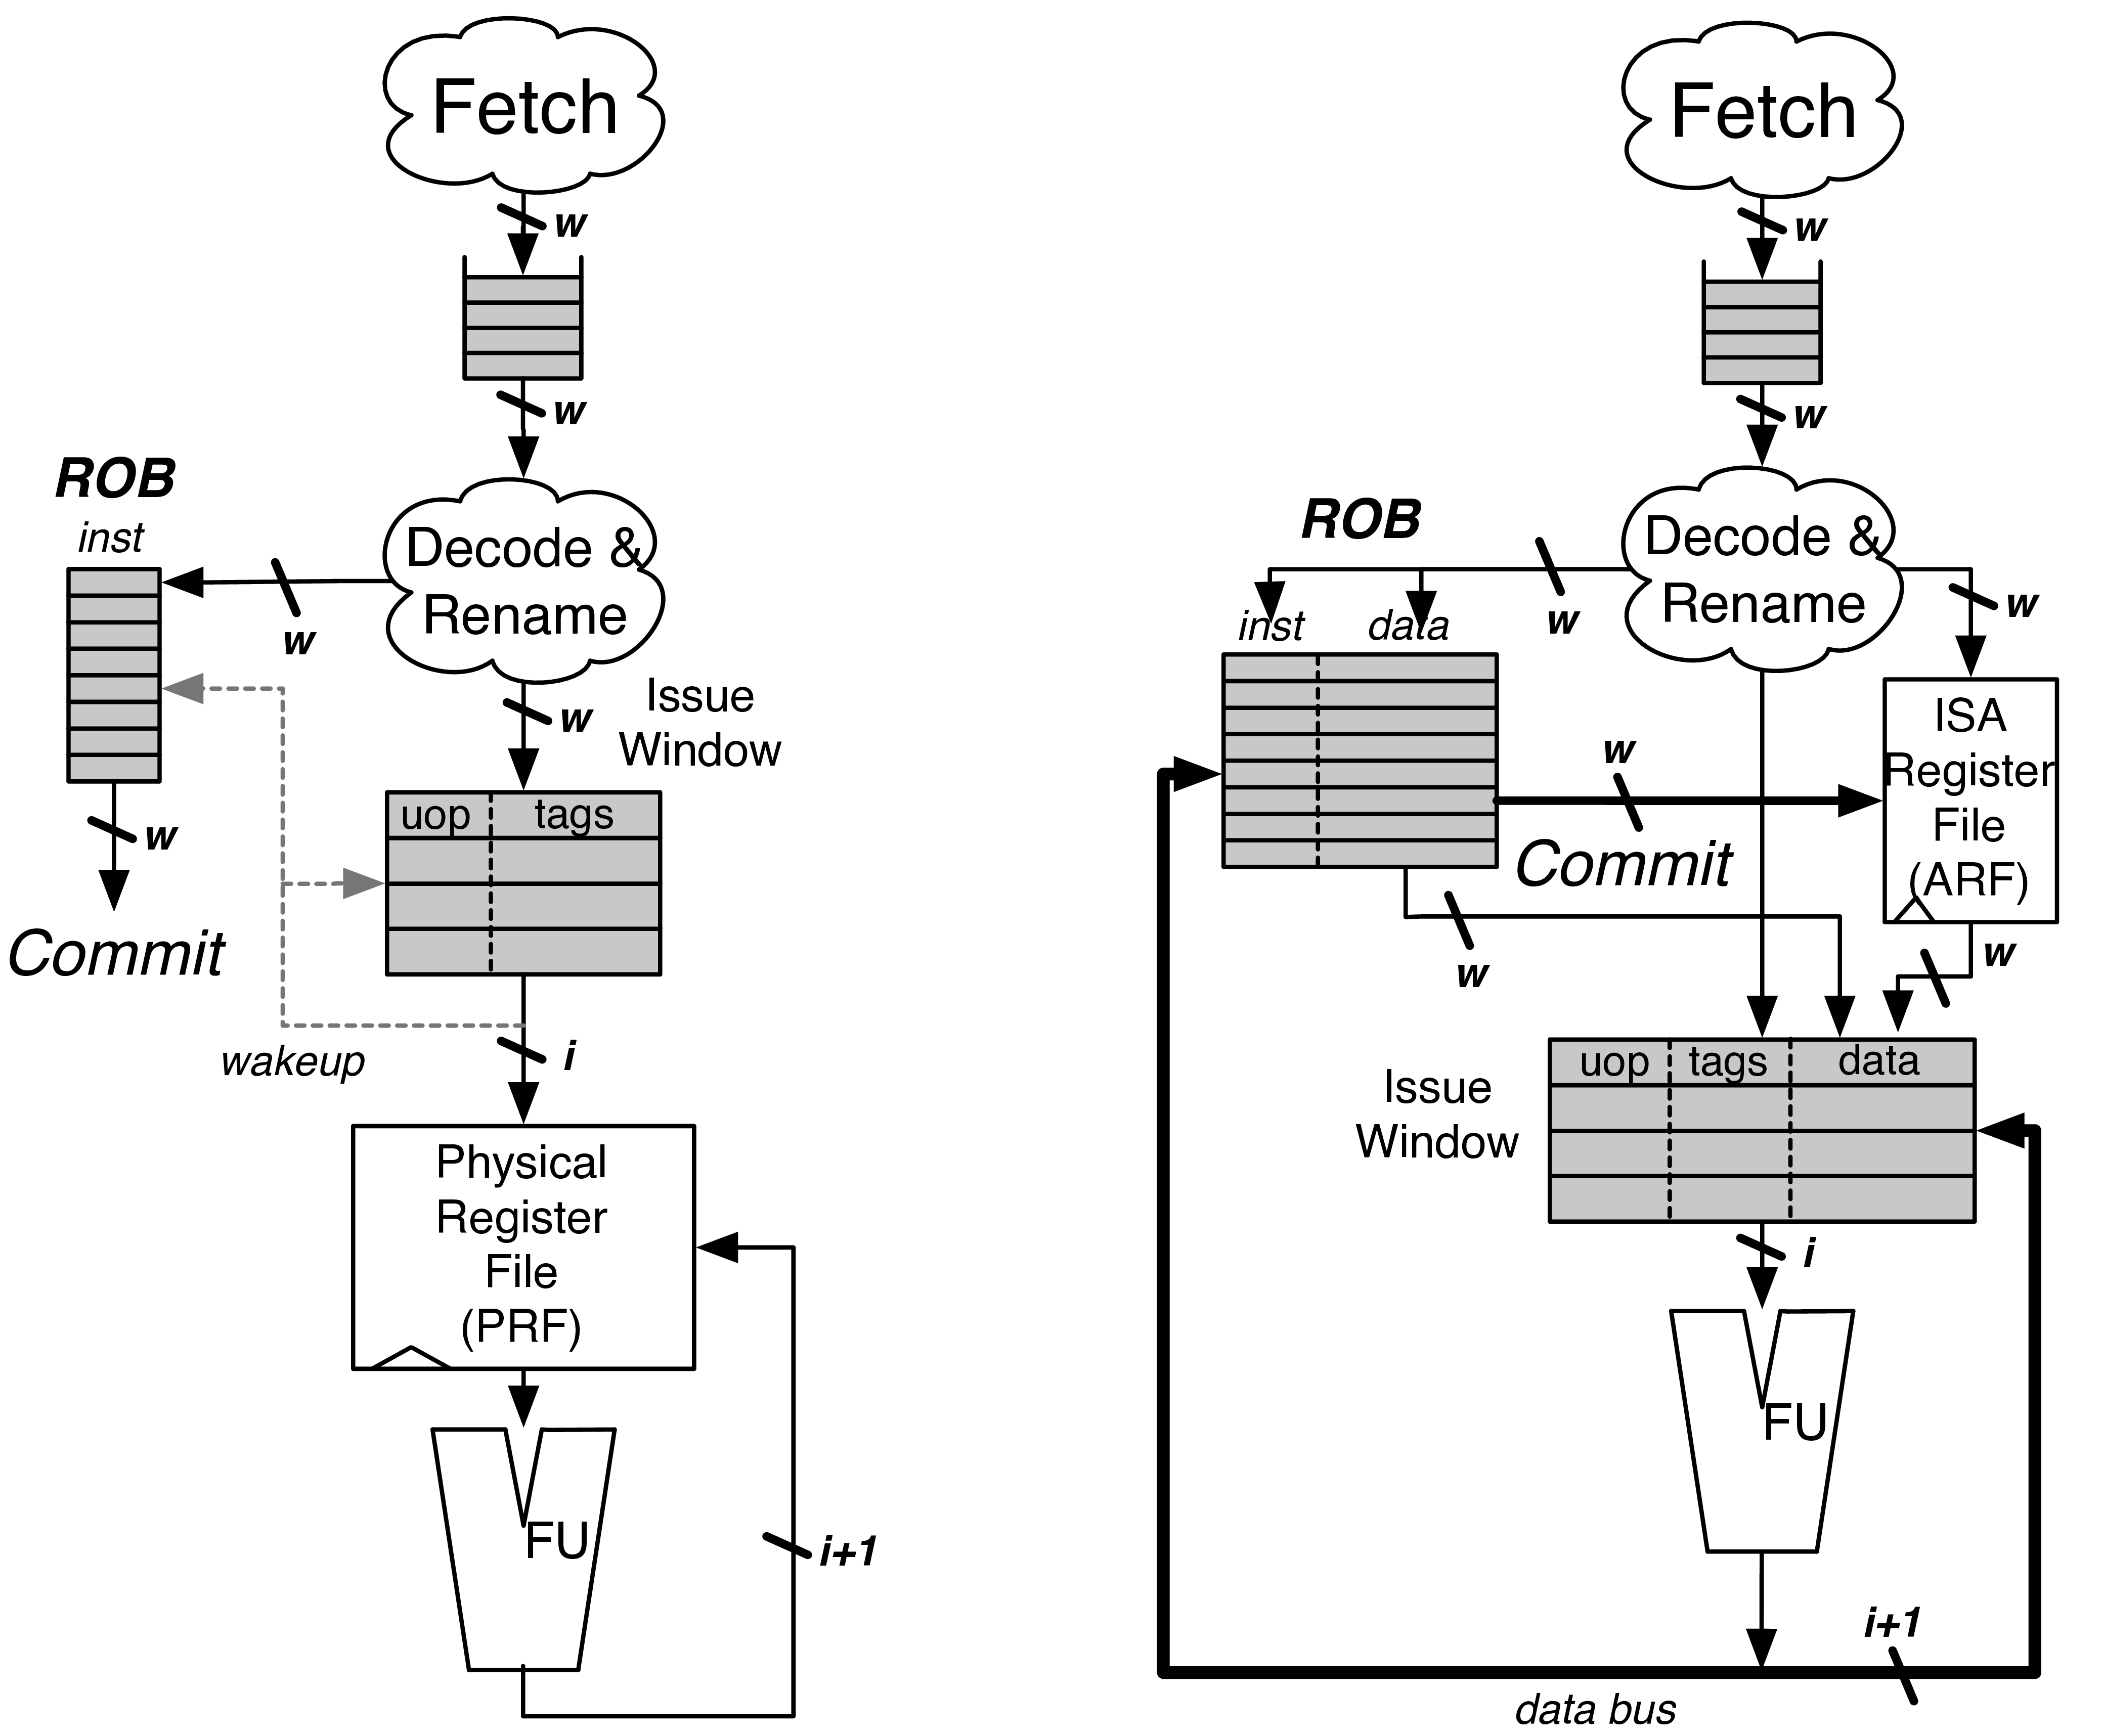 Fetch
w
w
ROB
inst
Decode &
Rename
w
w
Issue
Window
uop
tags
w
Commit
wakeup
i
Physical
Register
File
(PRF)
FU
i+1
Fetch
w
w
ROB
Decode &
Rename
w
w
inst
data
ISA
Register
File
(ARF)
w
Commit
w
w
uop
tags
data
Issue
Window
i
FU
i+1
data bus